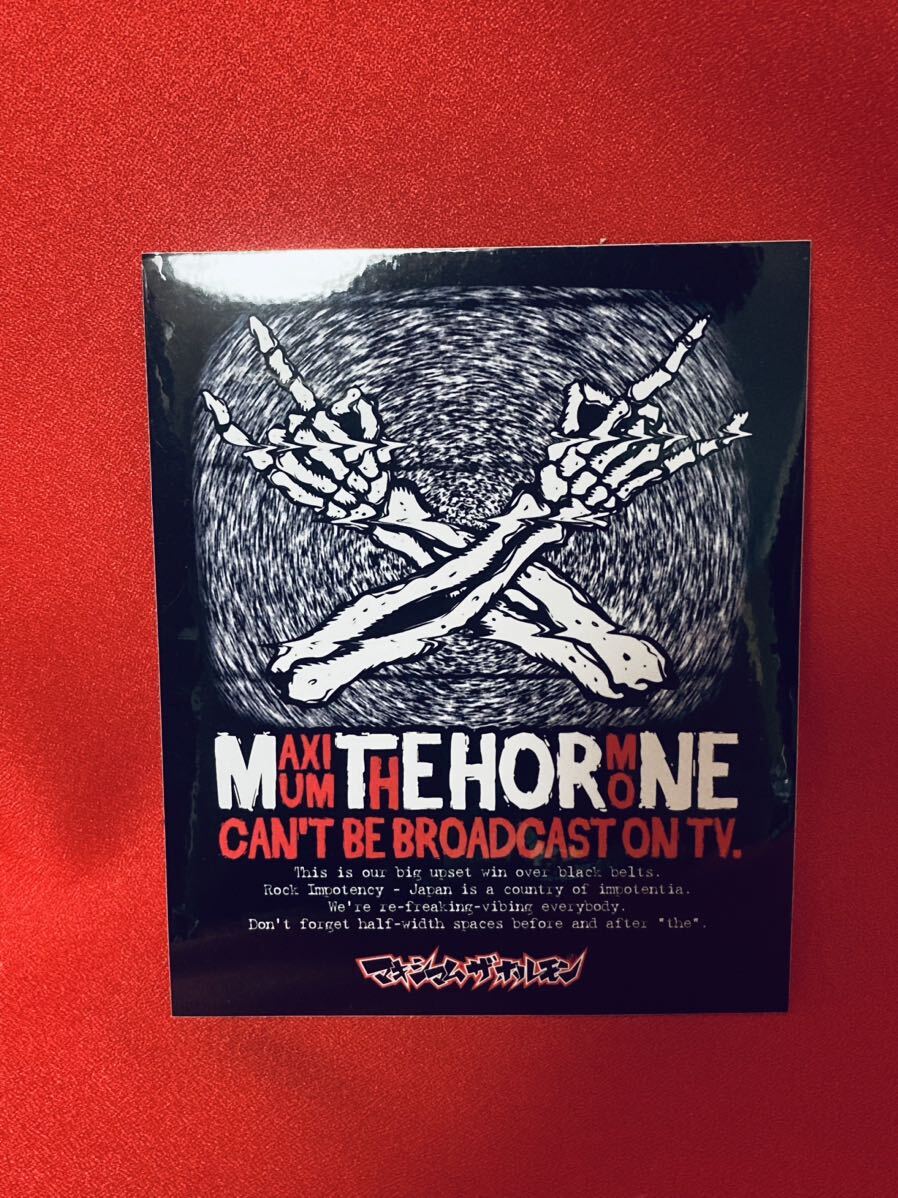 MAXIMUM THE HORMONE
CAN'T BE BROADCAST ON TV.
This is our big upset win over black belts.
Rock Impotency - Japan is a country of impotentia.
We're re-freaking-vibing everybody.
Don't forget half-width spaces before and after "the".
マキシマム ザ ホルモン